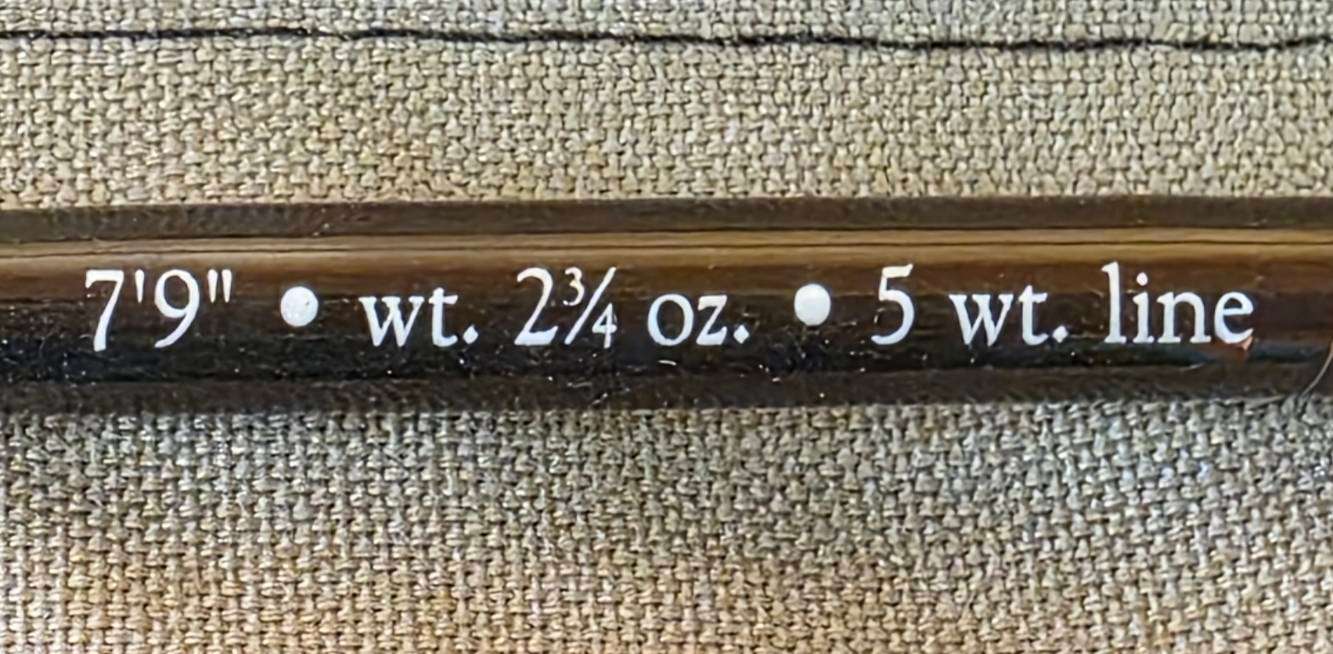 7'9" • wt. 2¾ oz. • 5 wt. line